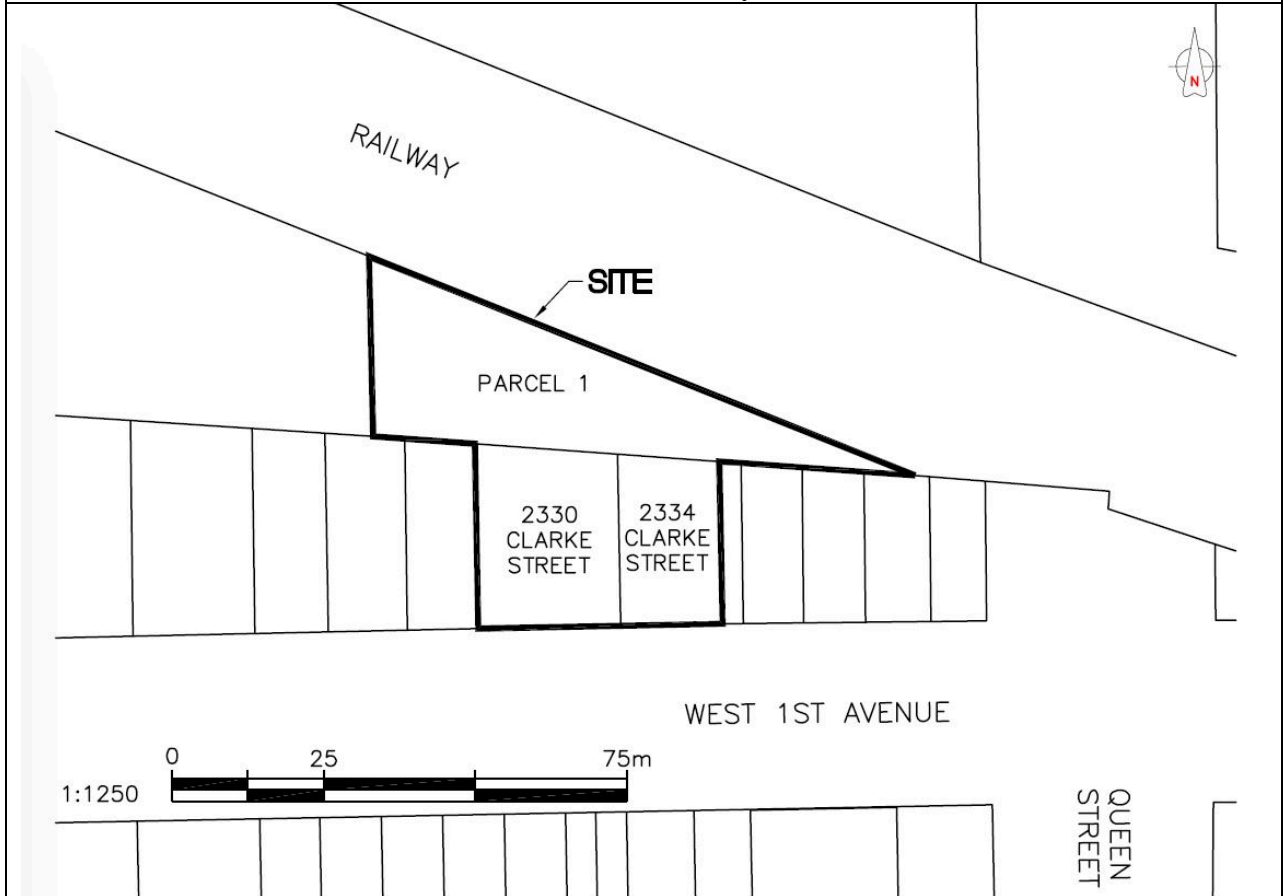 N
RAILWAY
SITE
PARCEL 1
2330
CLARKE
STREET
2334
CLARKE
STREET
WEST 1ST AVENUE
0 25 75m
1:1250
QUEEN
STREET